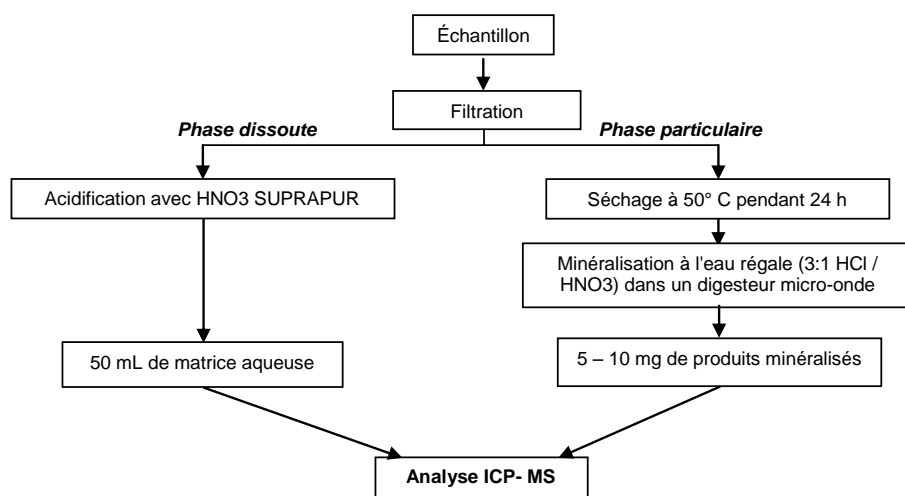 Échantillon
Filtration
Phase dissoute
Phase particulaire
Acidification avec HNO3 SUPRAPUR
Séchage à 50° C pendant 24 h
Minéralisation à l'eau régale (3:1 HCl /
HNO3) dans un digesteur micro-onde
50 mL de matrice aqueuse
5 – 10 mg de produits minéralisés
Analyse ICP- MS